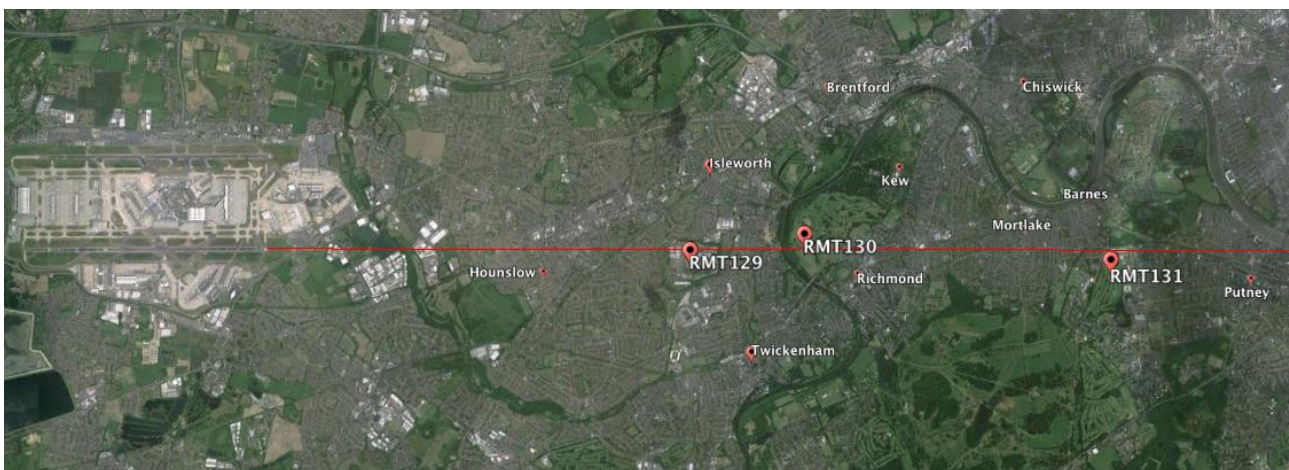 Brentford
Chiswick
Isleworth
Kew
Barnes
Mortlake
RMT130
RMT129
Hounslow
Richmond
RMT131
Putney
Twickenham